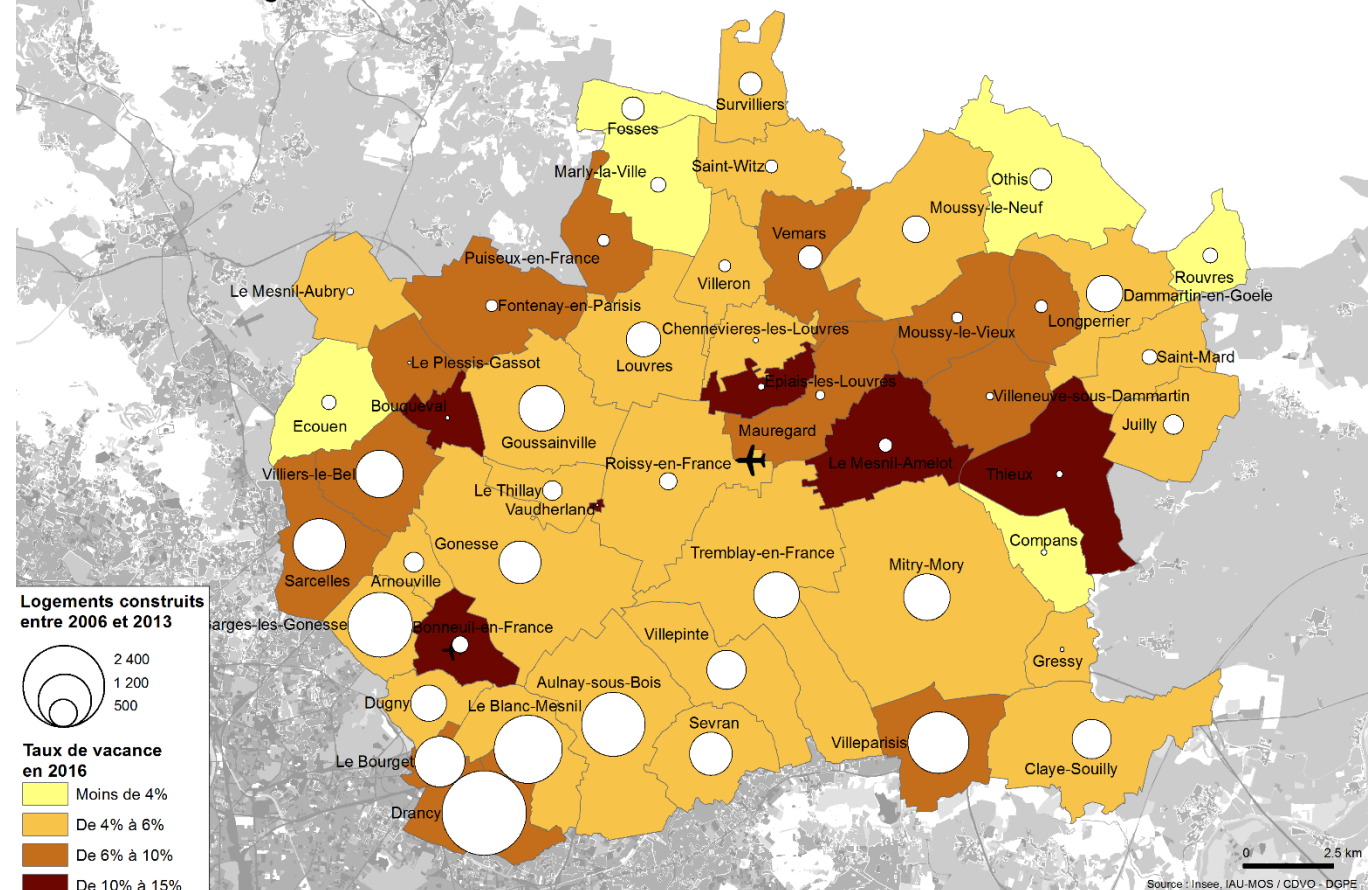 Survilliers
Fosses
Saint-Witz
Marly-la-Ville
Othis
Moussy-le-Neuf
Vemars
Puiseux-en-France
Villeron
Rouvres
Le Mesnil-Aubry
Fontenay-en-Parisis
Dammartin-en-Goele
Longperrier
Chennevieres-les-Louvres
Moussy-le-Vieux
Saint-Mard
Le Plessis-Gassot
Louvres
Epiais-les-Louvres
Villeneuve-sous-Dammartin
Bouqueval
Ecouen
Goussainville
Mauregard
Juilly
Villiers-le-Bel
Roissy-en-France
Le Mesnil-Amelot
Thieux
Le Thillay
Vaudherland
Compans
Gonesse
Tremblay-en-France
Mitry-Mory
Sarcelles
Arnouville
arges-les-Gonesse
Bonneuil-en-France
Villepinte
Gressy
Aulnay-sous-Bois
Dugny
Le Blanc-Mesnil
Sevran
Villeparisis
Le Bourget
Claye-Souilly
Drancy
Logements construits
entre 2006 et 2013
2 400
1 200
500
Taux de vacance
en 2016
Moins de 4%
De 4% à 6%
De 6% à 10%
De 10% à 15%
0 2.5 km
Source : Insee, IAU-MOS / CDVO - DGPE